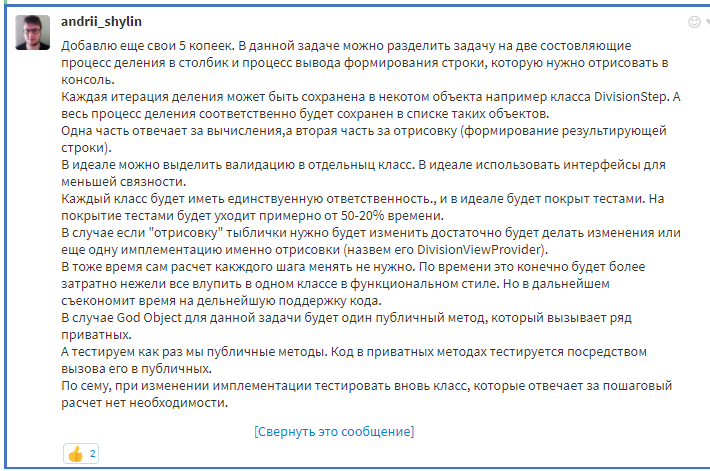 andrii_shylin
Добавлю еще свои 5 копеек. В данной задаче можно разделить задачу на две состовляющие
процесс деления в столбик и процесс вывода формирования строки, которую нужно отрисовать в
консоль.
Каждая итерация деления может быть сохранена в некотом объекта например класса DivisionStep. А
весь процесс деления соответственно будет сохранен в списке таких объектов.
Одна часть отвечает за вычисления,а вторая часть за отрисовку (формирование результирующей
строки).
В идеале можно выделить валидацию в отдельныц класс. В идеале использовать интерфейсы для
меньшей связности.
Каждый класс будет иметь единствуенную ответственность., и в идеале будет покрыт тестами. На
покрытие тестами будет уходит примерно от 50-20% времени.
В случае если "отрисовку" тыблички нужно будет изменить достаточно будет делать изменения или
еще одну имплементацию именно отрисовки (назвем его DivisionViewProvider).
В тоже время сам расчет какждого шага менять не нужно. По времени это конечно будет более
затратно нежели все влупить в одном классе в функциональном стиле. Но в дальнейшем
съекономит время на дельнейшую поддержку кода.
В случае God Object для данной задачи будет один публичный метод, который вызывает ряд
приватных.
А тестируем как раз мы публичные методы. Код в приватных методах тестируется посредством
вызова его в публичных.
По сему, при изменении имплементации тестировать вновь класс, которые отвечает за пошаговый
расчет нет необходимости.
[Свернуть это сообщение]
2